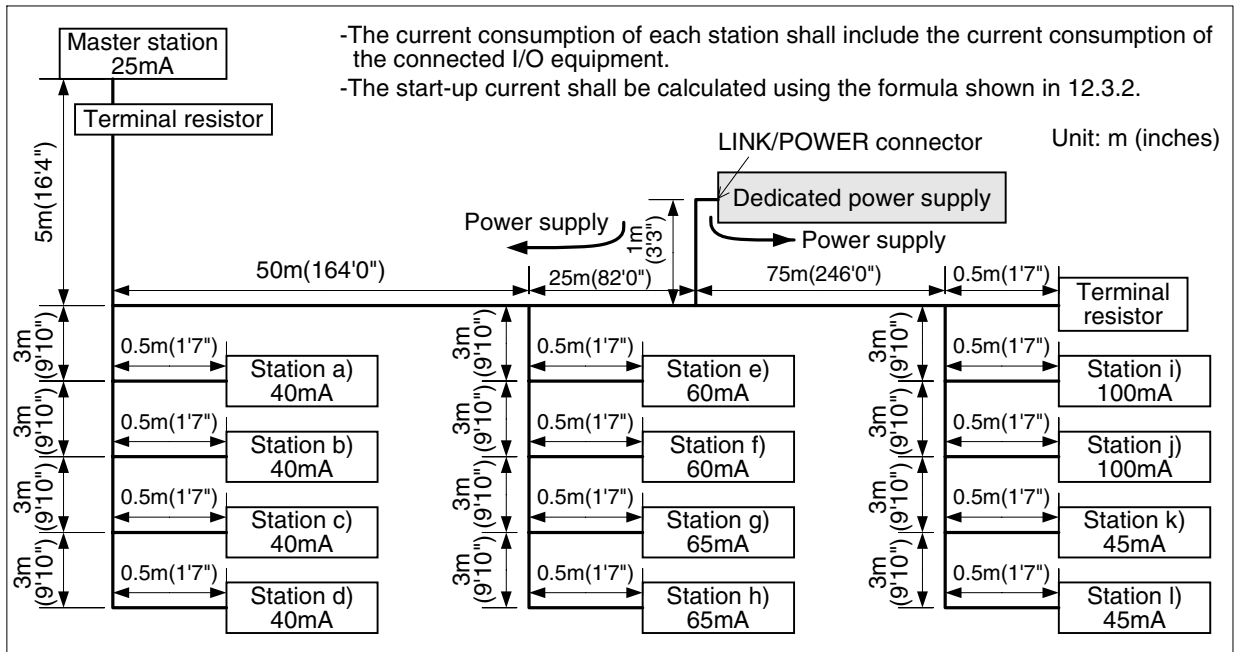 Master station
25mA
-The current consumption of each station shall include the current consumption of
the connected I/O equipment.
-The start-up current shall be calculated using the formula shown in 12.3.2.
Terminal resistor
Unit: m (inches)
LINK/POWER connector
Dedicated power supply
5m(16'4")
Power supply
1m
(3'3")
Power supply
50m(164'0")
25m(82'0")
75m(246'0")
0.5m(1'7")
Terminal
resistor
3m
(9'10")
0.5m(1'7")
Station a)
40mA
3m
(9'10")
0.5m(1'7")
Station e)
60mA
3m
(9'10")
0.5m(1'7")
Station i)
100mA
3m
(9'10")
0.5m(1'7")
Station b)
40mA
3m
(9'10")
0.5m(1'7")
Station f)
60mA
3m
(9'10")
0.5m(1'7")
Station j)
100mA
3m
(9'10")
0.5m(1'7")
Station c)
40mA
3m
(9'10")
0.5m(1'7")
Station g)
65mA
3m
(9'10")
0.5m(1'7")
Station k)
45mA
3m
(9'10")
0.5m(1'7")
Station d)
40mA
3m
(9'10")
0.5m(1'7")
Station h)
65mA
3m
(9'10")
0.5m(1'7")
Station l)
45mA